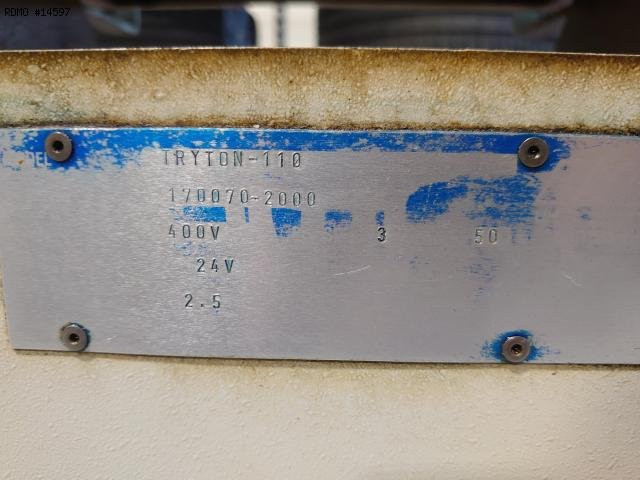 RDMO #14597
TRYTON-110
170070-2000
400V 3 50
24V
2.5